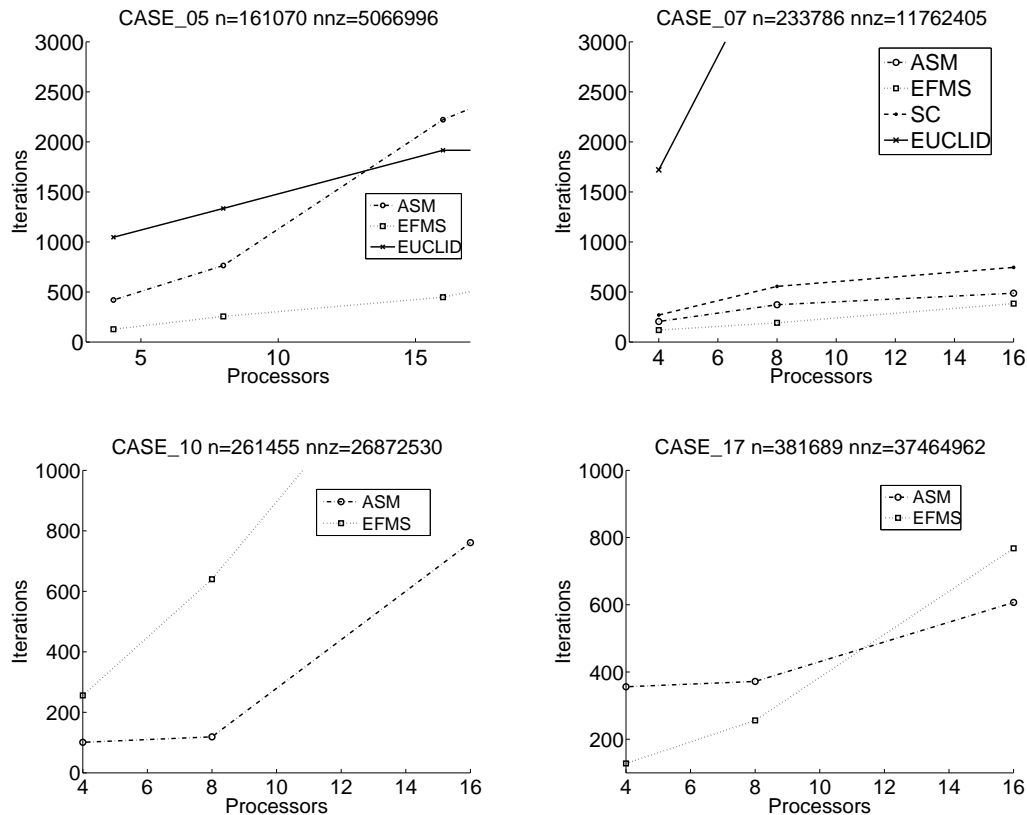 CASE_05 n=161070 nnz=5066996
3000
2500
2000
1500
1000
500
0
Iterations
5
10
15
Processors
ASM
EFMS
EUCLID
CASE_07 n=233786 nnz=11762405
3000
2500
2000
1500
1000
500
0
Iterations
4
6
8
10
12
14
16
Processors
ASM
EFMS
SC
EUCLID
CASE_10 n=261455 nnz=26872530
1000
800
600
400
200
0
Iterations
4
6
8
10
12
14
16
Processors
ASM
EFMS
CASE_17 n=381689 nnz=37464962
1000
800
600
400
200
Iterations
4
6
8
10
12
14
16
Processors
ASM
EFMS